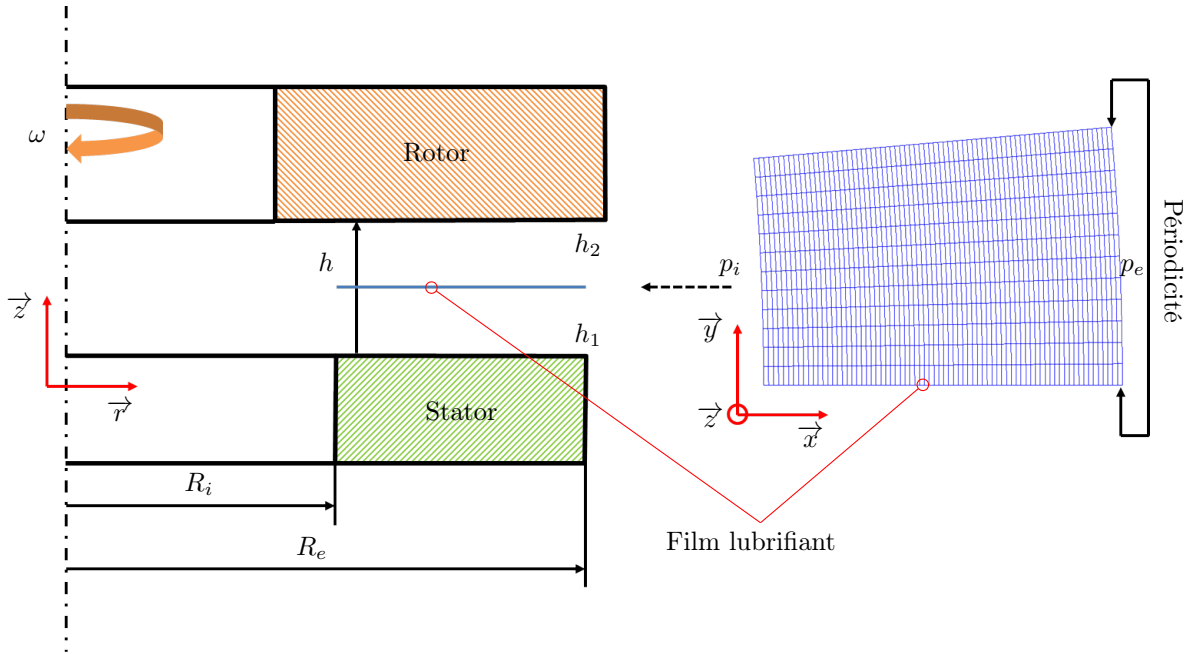 ω
Rotor
h
h₂
h₁
z
r
Stator
Rᵢ
Rₑ
pᵢ
pₑ
Périodicité
y
z
x
Film lubrifiant